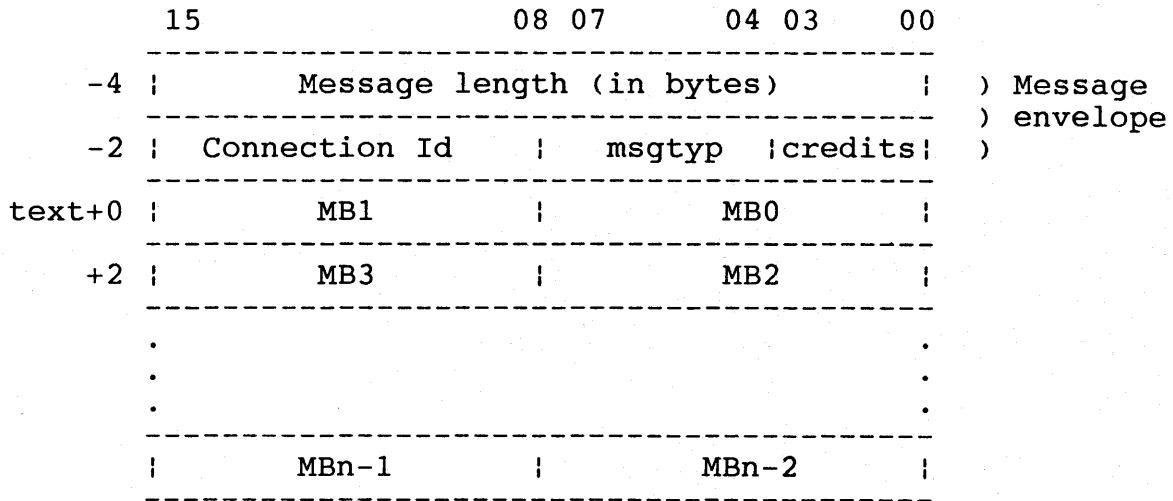 15 08 07 04 03 00
-4 | Message length (in bytes) | ) Message
) envelope
-2 | Connection Id | msgtyp |credits| )
text+0 | MB1 | MB0 |
+2 | MB3 | MB2 |
. .
. .
. .
| MBn-1 | MBn-2 |